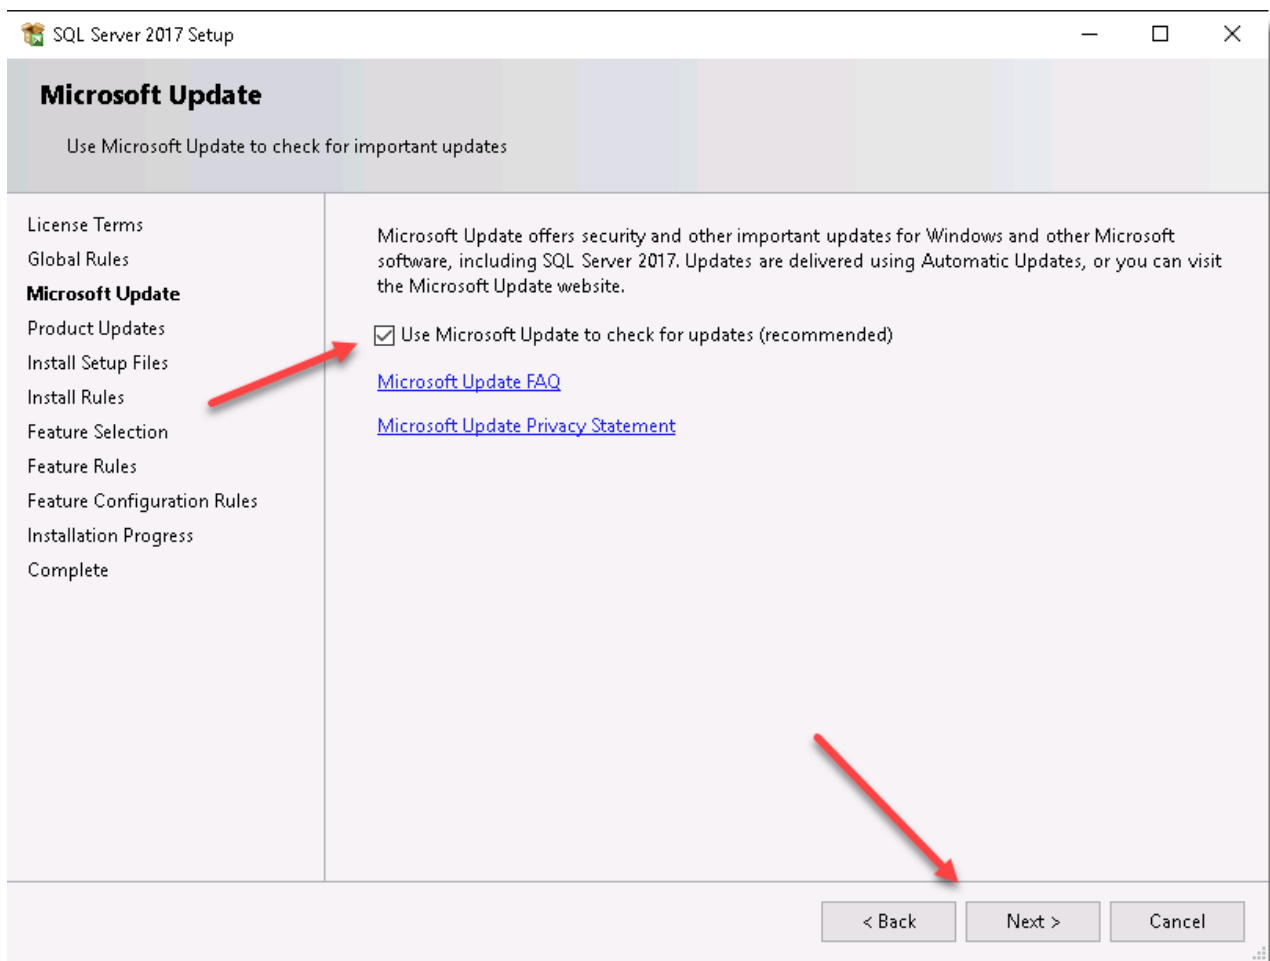 SQL Server 2017 Setup
Microsoft Update
Use Microsoft Update to check for important updates
License Terms
Global Rules
Microsoft Update
Product Updates
Install Setup Files
Install Rules
Feature Selection
Feature Rules
Feature Configuration Rules
Installation Progress
Complete
Microsoft Update offers security and other important updates for Windows and other Microsoft
software, including SQL Server 2017. Updates are delivered using Automatic Updates, or you can visit
the Microsoft Update website.
Use Microsoft Update to check for updates (recommended)
Microsoft Update FAQ
Microsoft Update Privacy Statement
< Back
Next >
Cancel